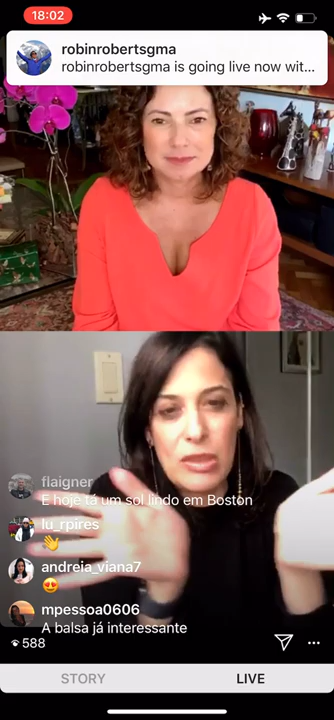 18:02
robinrobertsgma
robinrobertsgma is going live now wit...
flaigner
E hoje tá um sol lindo em Boston
lu_rpires
👋
andreia_viana7
😍
mpessoa0606
A balsa já interessante
588
STORY
LIVE